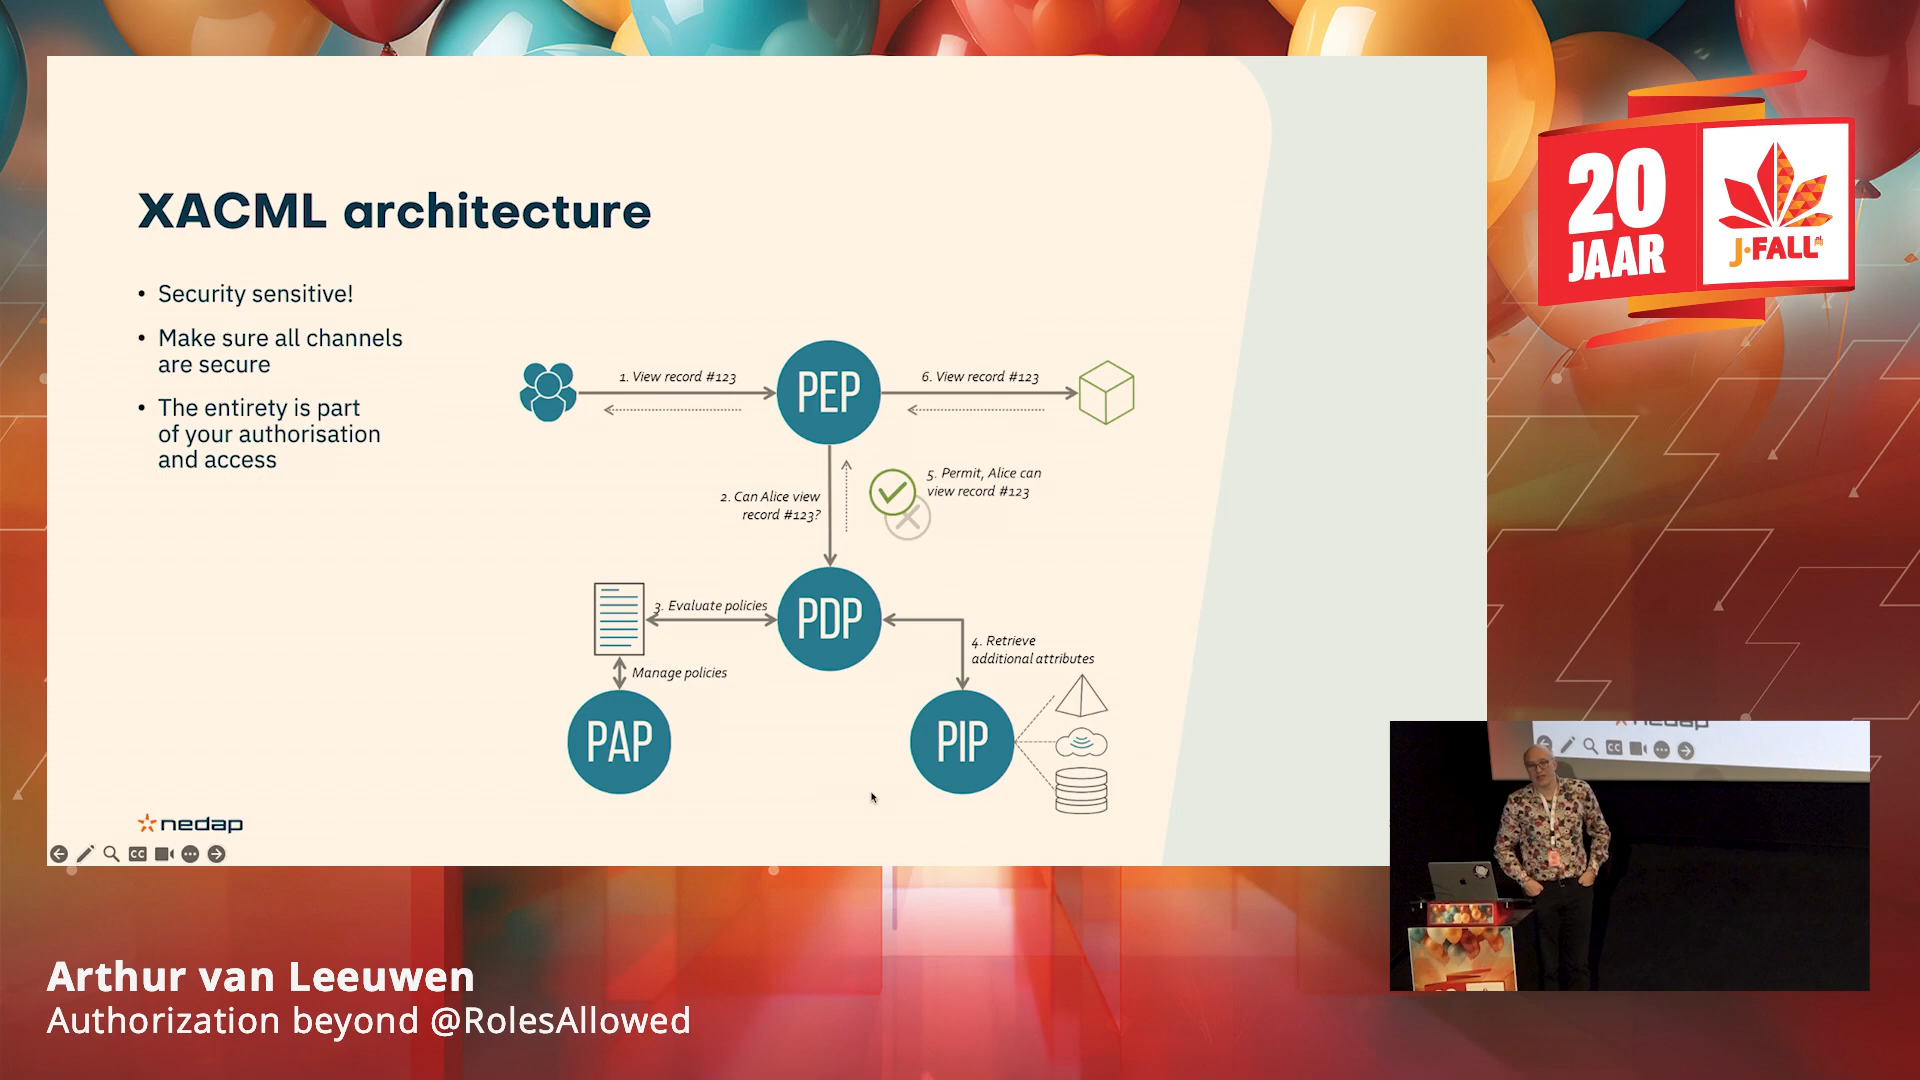 XACML architecture
• Security sensitive!
• Make sure all channels
are secure
• The entirety is part
of your authorisation
and access
1. View record #123
PEP
6. View record #123
2. Can Alice view
record #123?
5. Permit, Alice can
view record #123
3. Evaluate policies
PDP
4. Retrieve
additional attributes
Manage policies
PAP
PIP
nedap
CC
20
JAAR
J-FALL
nedap
CC
Arthur van Leeuwen
Authorization beyond @RolesAllowed